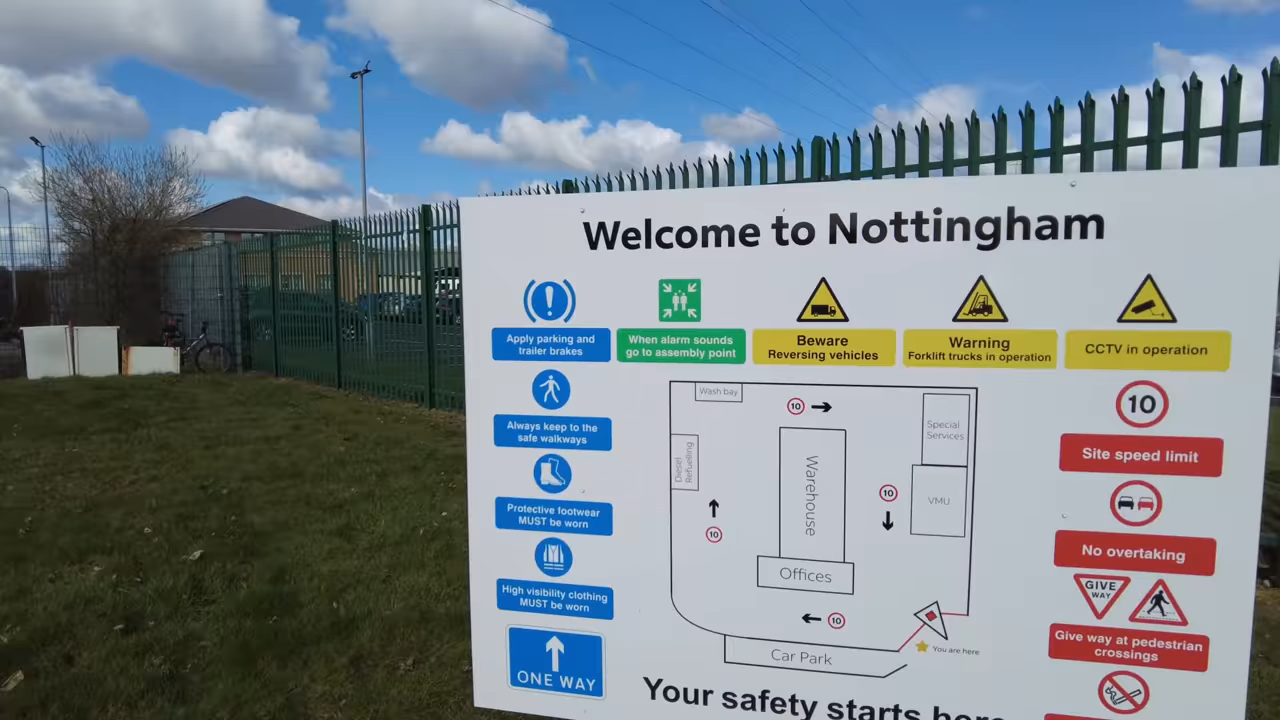 Welcome to Nottingham
Apply parking and
trailer brakes
When alarm sounds
go to assembly point
Beware
Reversing vehicles
Warning
Forklift trucks in operation
CCTV in operation
Always keep to the
safe walkways
Protective footwear
MUST be worn
High visibility clothing
MUST be worn
ONE WAY
Wash bay
10
Special
Services
Diesel
Refuelling
Warehouse
10
VMU
10
Offices
10
Car Park
You are here
10
Site speed limit
No overtaking
GIVE
WAY
Give way at pedestrian
crossings
Your safety starts here